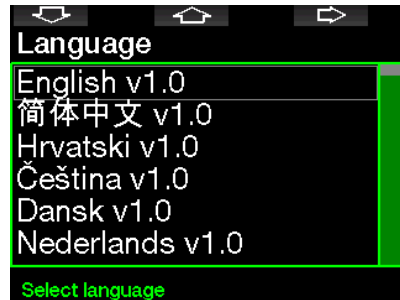 Language
English v1.0
简体中文 v1.0
Hrvatski v1.0
Čeština v1.0
Dansk v1.0
Nederlands v1.0
Select language